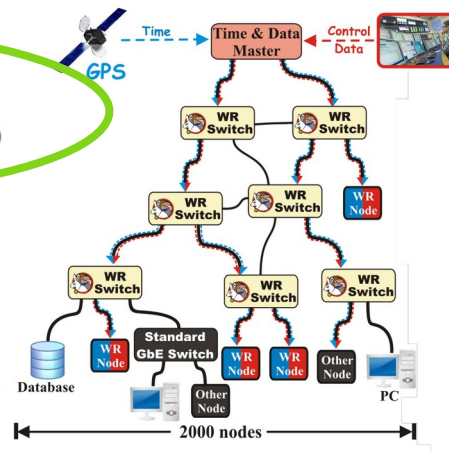 Time
Time & Data
Master
Control
Data
GPS
WR
Switch
WR
Switch
WR
Switch
WR
Switch
WR
Node
WR
Switch
WR
Switch
WR
Switch
Standard
GbE Switch
Database
WR
Node
Other
Node
WR
Node
WR
Node
Other
Node
PC
2000 nodes